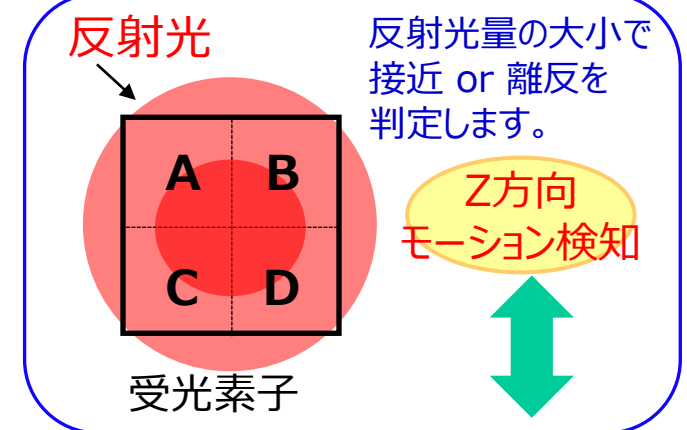 反射光
反射光量の大小で
接近 or 離反を
判定します。
A B
C D
Z方向
モーション検知
受光素子